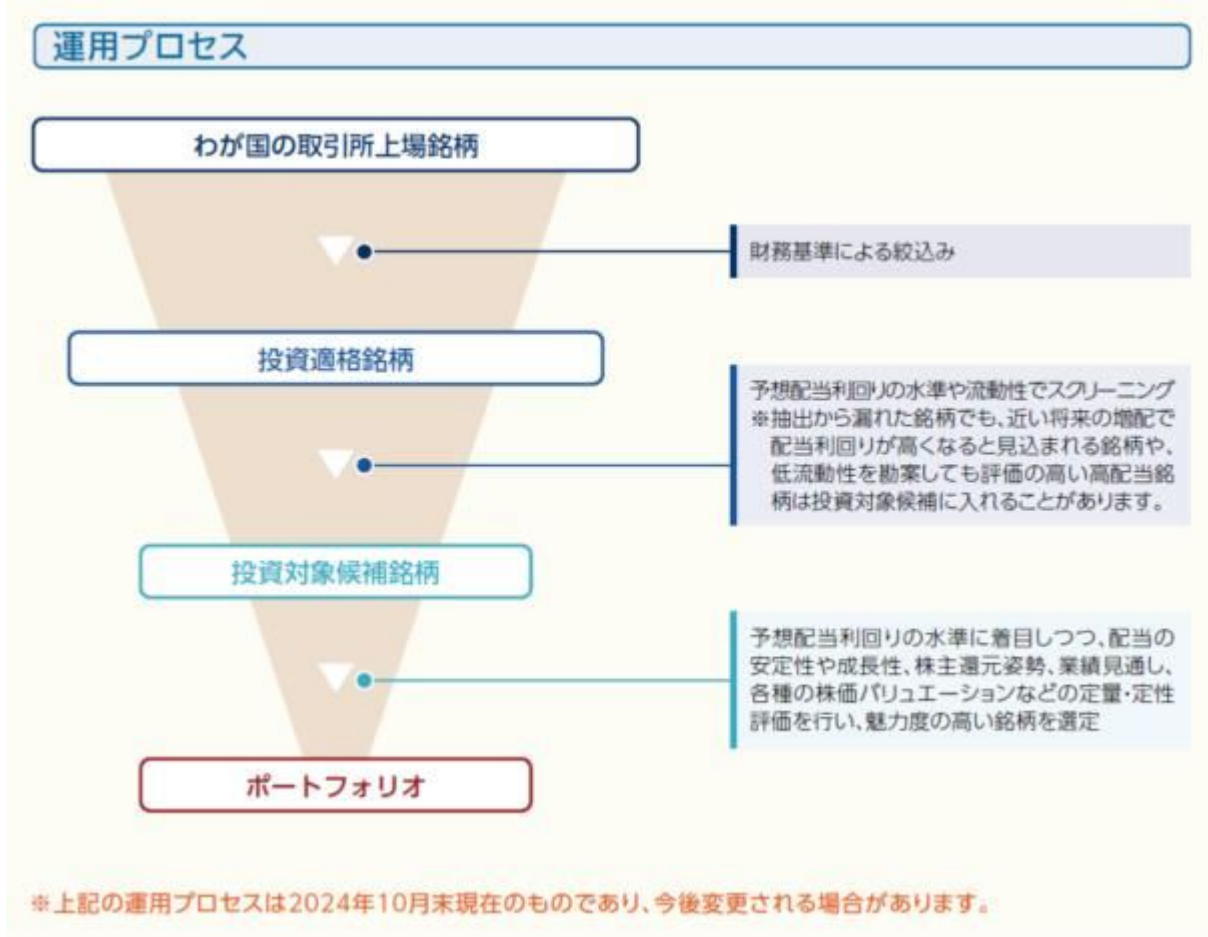 運用プロセス
わが国の取引所上場銘柄
財務基準による絞込み
投資適格銘柄
予想配当利回りの水準や流動性でスクリーニング
※抽出から漏れた銘柄でも、近い将来の増配で
配当利回りが高くなると見込まれる銘柄や、
低流動性を勘案しても評価の高い高配当銘
柄は投資対象候補に入れることがあります。
投資対象候補銘柄
予想配当利回りの水準に着目しつつ、配当の
安定性や成長性、株主還元姿勢、業績見通し、
各種の株価バリュエーションなどの定量・定性
評価を行い、魅力度の高い銘柄を選定
ポートフォリオ
※上記の運用プロセスは2024年10月末現在のものであり、今後変更される場合があります。